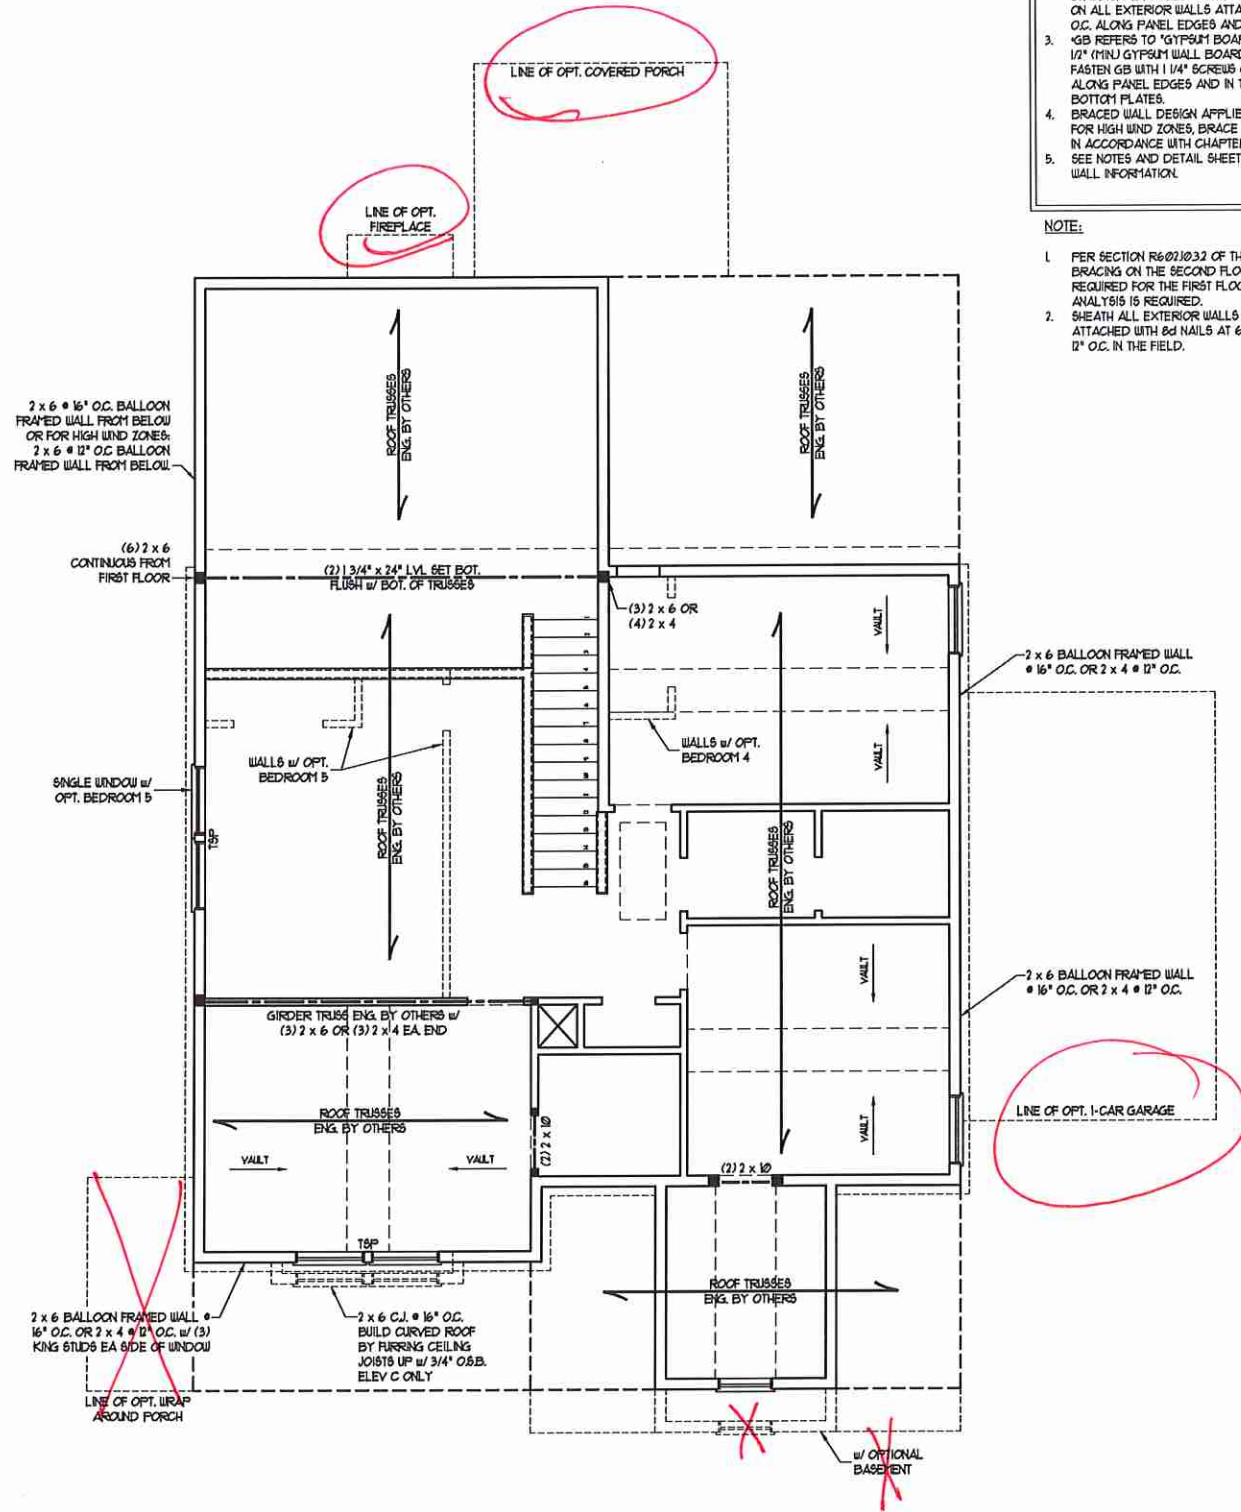 ON ALL EXTERIOR WALLS ATTA
O.C. ALONG PANEL EDGES AND
3. *GB REFERS TO "GYPSUM BOAR
1/2" (MIN.) GYPSUM WALL BOARD
FASTEN GB WITH 1 1/4" SCREWS
ALONG PANEL EDGES AND IN T
BOTTOM PLATES.
4. BRACED WALL DESIGN APPLIE
FOR HIGH WIND ZONES, BRACE
IN ACCORDANCE WITH CHAPTE
5. SEE NOTES AND DETAIL SHEET
WALL INFORMATION.
NOTE:
1. PER SECTION R602.10.3.2 OF TH
BRACING ON THE SECOND FLO
REQUIRED FOR THE FIRST FLOO
ANALYSIS IS REQUIRED.
2. SHEATH ALL EXTERIOR WALLS
ATTACHED WITH 8d NAILS AT 6
12" O.C. IN THE FIELD.
LINE OF OPT. COVERED PORCH
LINE OF OPT.
FIREPLACE
ROOF TRUSSES
ENG. BY OTHERS
ROOF TRUSSES
ENG. BY OTHERS
2 x 6 @ 16" O.C. BALLOON
FRAMED WALL FROM BELOW
OR FOR HIGH WIND ZONES:
2 x 6 @ 12" O.C. BALLOON
FRAMED WALL FROM BELOW.
(6) 2 x 6
CONTINUOUS FROM
FIRST FLOOR
(2) 1 3/4" x 24" LVL SET BOT.
FLUSH w/ BOT. OF TRUSSES
(3) 2 x 6 OR
(4) 2 x 4
VAULT
2 x 6 BALLOON FRAMED WALL
@ 16" O.C. OR 2 x 4 @ 12" O.C.
WALLS w/ OPT.
BEDROOM 4
VAULT
WALLS w/ OPT.
BEDROOM 5
SINGLE WINDOW w/
OPT. BEDROOM 5
TSP
ROOF TRUSSES
ENG. BY OTHERS
ROOF TRUSSES
ENG. BY OTHERS
VAULT
2 x 6 BALLOON FRAMED WALL
@ 16" O.C. OR 2 x 4 @ 12" O.C.
GIRDER TRUSS ENG. BY OTHERS w/
(3) 2 x 6 OR (3) 2 x 4 EA. END
ROOF TRUSSES
ENG. BY OTHERS
(2) 2 x 10
VAULT
LINE OF OPT. 1-CAR GARAGE
VAULT
VAULT
(2) 2 x 10
TSP
ROOF TRUSSES
ENG. BY OTHERS
2 x 6 BALLOON FRAMED WALL @
16" O.C. OR 2 x 4 @ 12" O.C. w/ (3)
KING STUDS EA SIDE OF WINDOW
2 x 6 C.J. @ 16" O.C.
BUILD CURVED ROOF
BY FURRING CEILING
JOISTS UP w/ 3/4" O.S.B.
ELEV C ONLY
LINE OF OPT. WRAP
AROUND PORCH
w/ OPTIONAL
BASEMENT